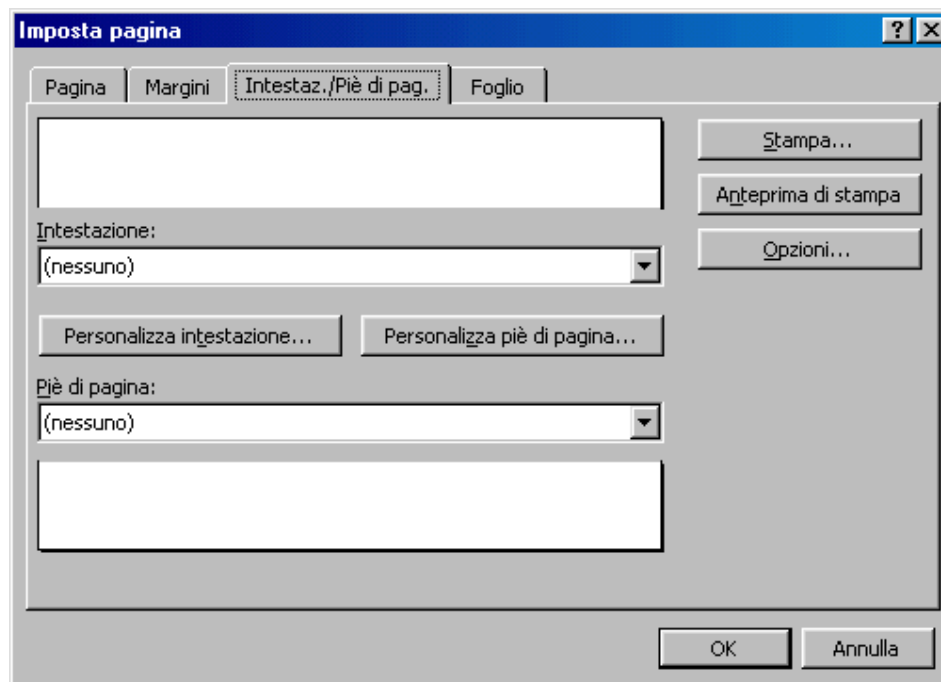 Imposta pagina
Pagina Margini Intestaz./Piè di pag. Foglio
Stampa...
Anteprima di stampa
Intestazione:
Opzioni...
(nessuno)
Personalizza intestazione... Personalizza piè di pagina...
Piè di pagina:
(nessuno)
OK Annulla